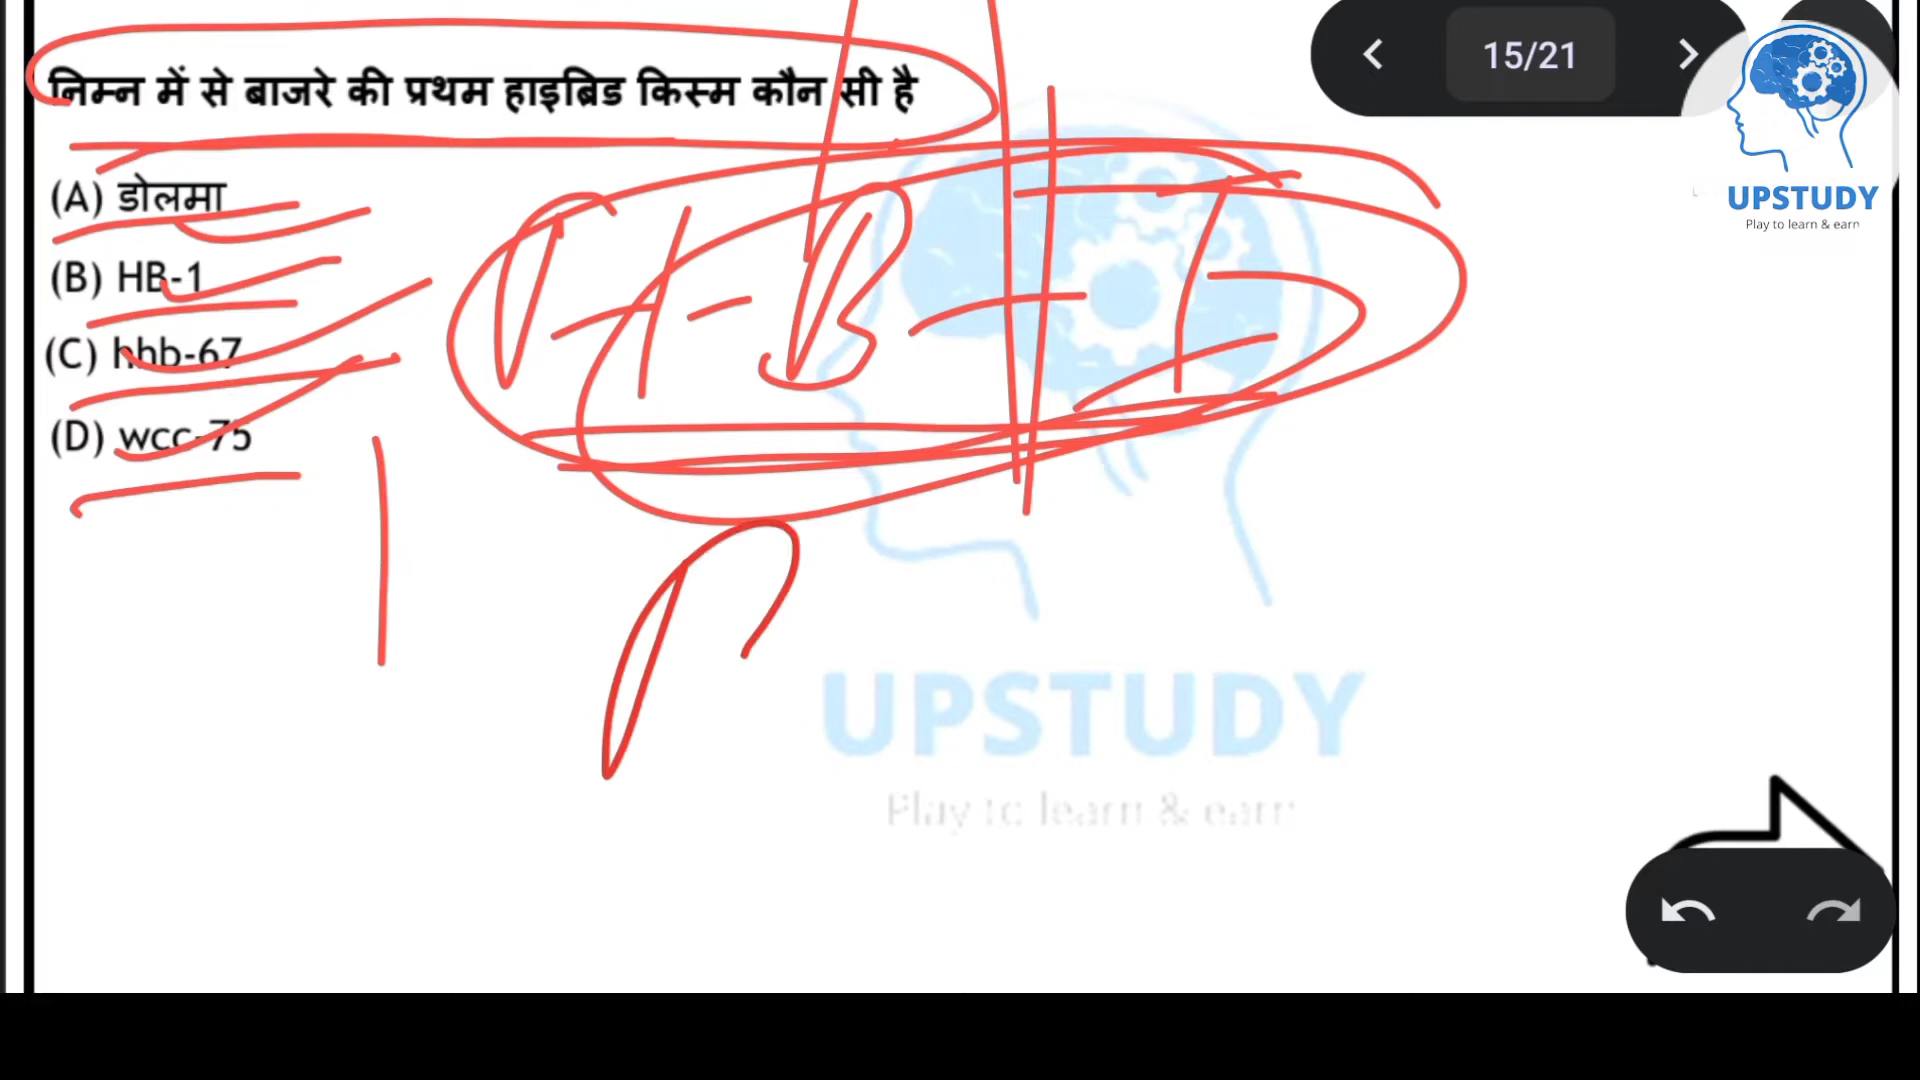 निम्न में से बाजरे की प्रथम हाइब्रिड किस्म कौन सी है
15/21
UPSTUDY
Play to learn & earn
(A) डोलमा
(B) HB-1
(C) hhb-67
(D) wcc-75
H-B-I
UPSTUDY
Play to learn & earn